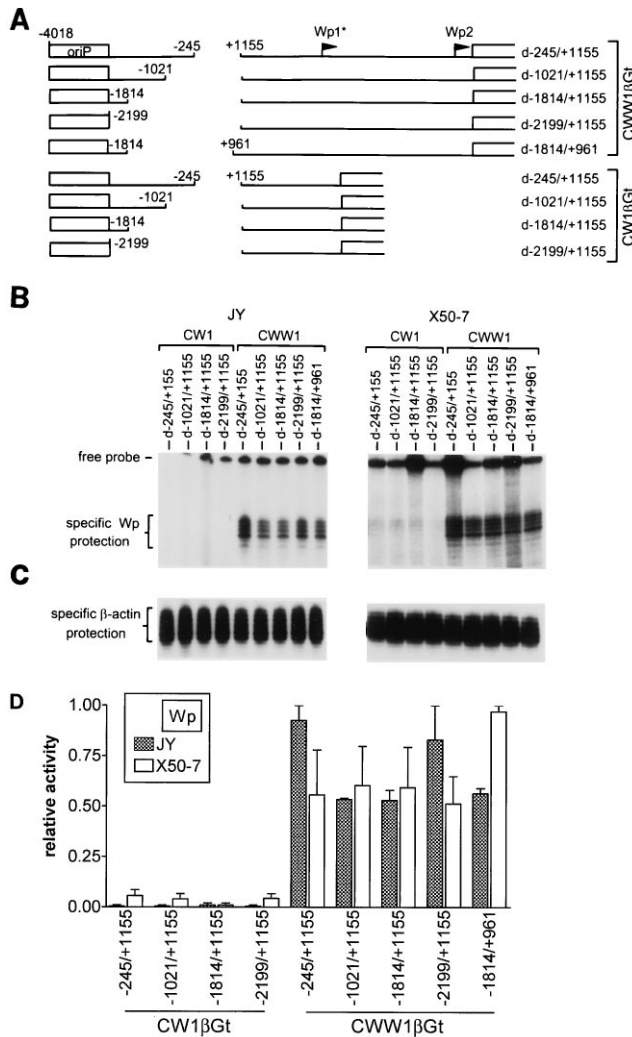 A
-4018
oriP
-245
+1155
Wp1*
Wp2
d-245/+1155
-1021
d-1021/+1155
-1814
d-1814/+1155
-2199
d-2199/+1155
-1814
+961
d-1814/+961
CWW1βGt
-245
+1155
d-245/+1155
-1021
d-1021/+1155
-1814
d-1814/+1155
-2199
d-2199/+1155
CW1βGt
B
JY
X50-7
CW1
CWW1
CW1
CWW1
d-245/+155
d-1021/+1155
d-1814/+1155
d-2199/+1155
d-245/+155
d-1021/+1155
d-1814/+1155
d-2199/+1155
d-1814/+961
d-245/+155
d-1021/+1155
d-1814/+1155
d-2199/+1155
d-245/+155
d-1021/+1155
d-1814/+1155
d-2199/+1155
d-1814/+961
free probe
specific Wp
protection
C
specific β-actin
protection
D
relative activity
1.00
0.75
0.50
0.25
0.00
Wp
JY
X50-7
-245/+1155
-1021/+1155
-1814/+1155
-2199/+1155
-245/+1155
-1021/+1155
-1814/+1155
-2199/+1155
-1814/+961
CW1βGt
CWW1βGt